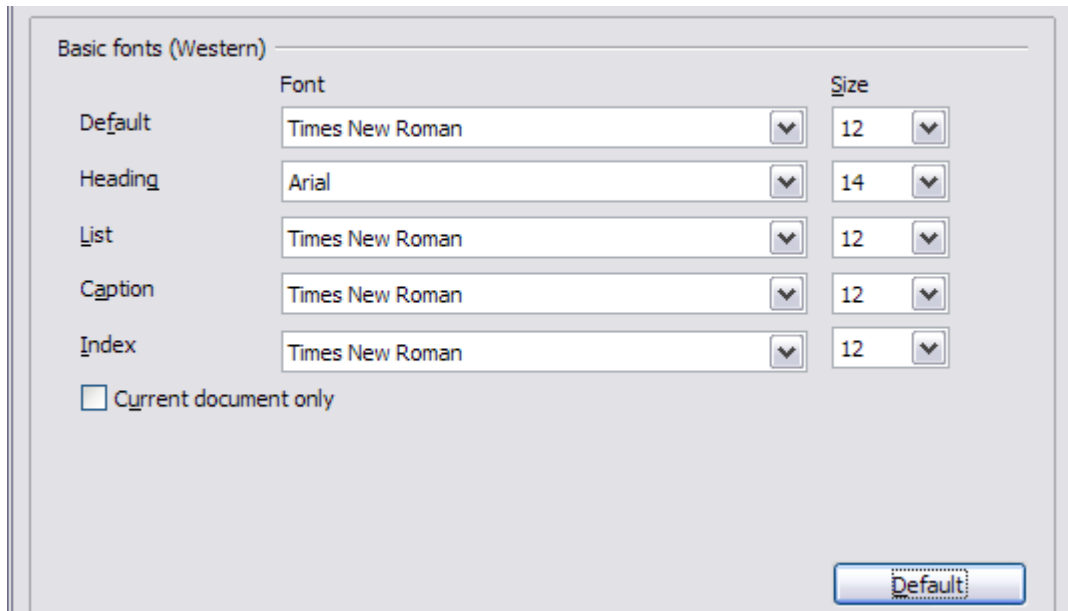 Basic fonts (Western)
Font Size
Default Times New Roman 12
Heading Arial 14
List Times New Roman 12
Caption Times New Roman 12
Index Times New Roman 12
Current document only
Default